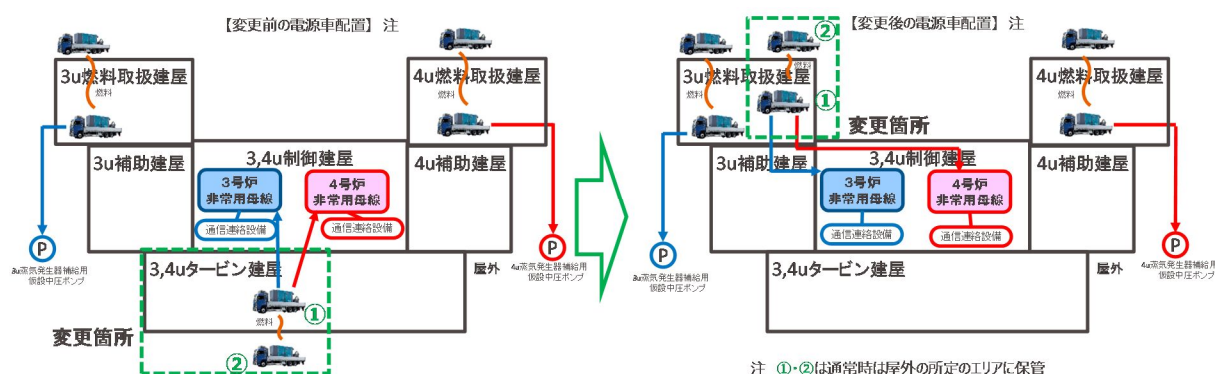 【変更前の電源車配置】 注
3u燃料取扱建屋
燃料
4u燃料取扱建屋
燃料
3u補助建屋
3,4u制御建屋
4u補助建屋
3号炉
非常用母線
4号炉
非常用母線
通信連絡設備
通信連絡設備
P
3u蒸気発生器補給用
仮設中圧ポンプ
P
4u蒸気発生器補給用
仮設中圧ポンプ
3,4uタービン建屋
屋外
①
燃料
変更箇所
②
【変更後の電源車配置】 注
②
3u燃料取扱建屋
燃料
燃料
①
4u燃料取扱建屋
燃料
変更箇所
3u補助建屋
3,4u制御建屋
4u補助建屋
3号炉
非常用母線
4号炉
非常用母線
通信連絡設備
通信連絡設備
P
3u蒸気発生器補給用
仮設中圧ポンプ
P
4u蒸気発生器補給用
仮設中圧ポンプ
3,4uタービン建屋
屋外
注 ①・②は通常時は屋外の所定のエリアに保管